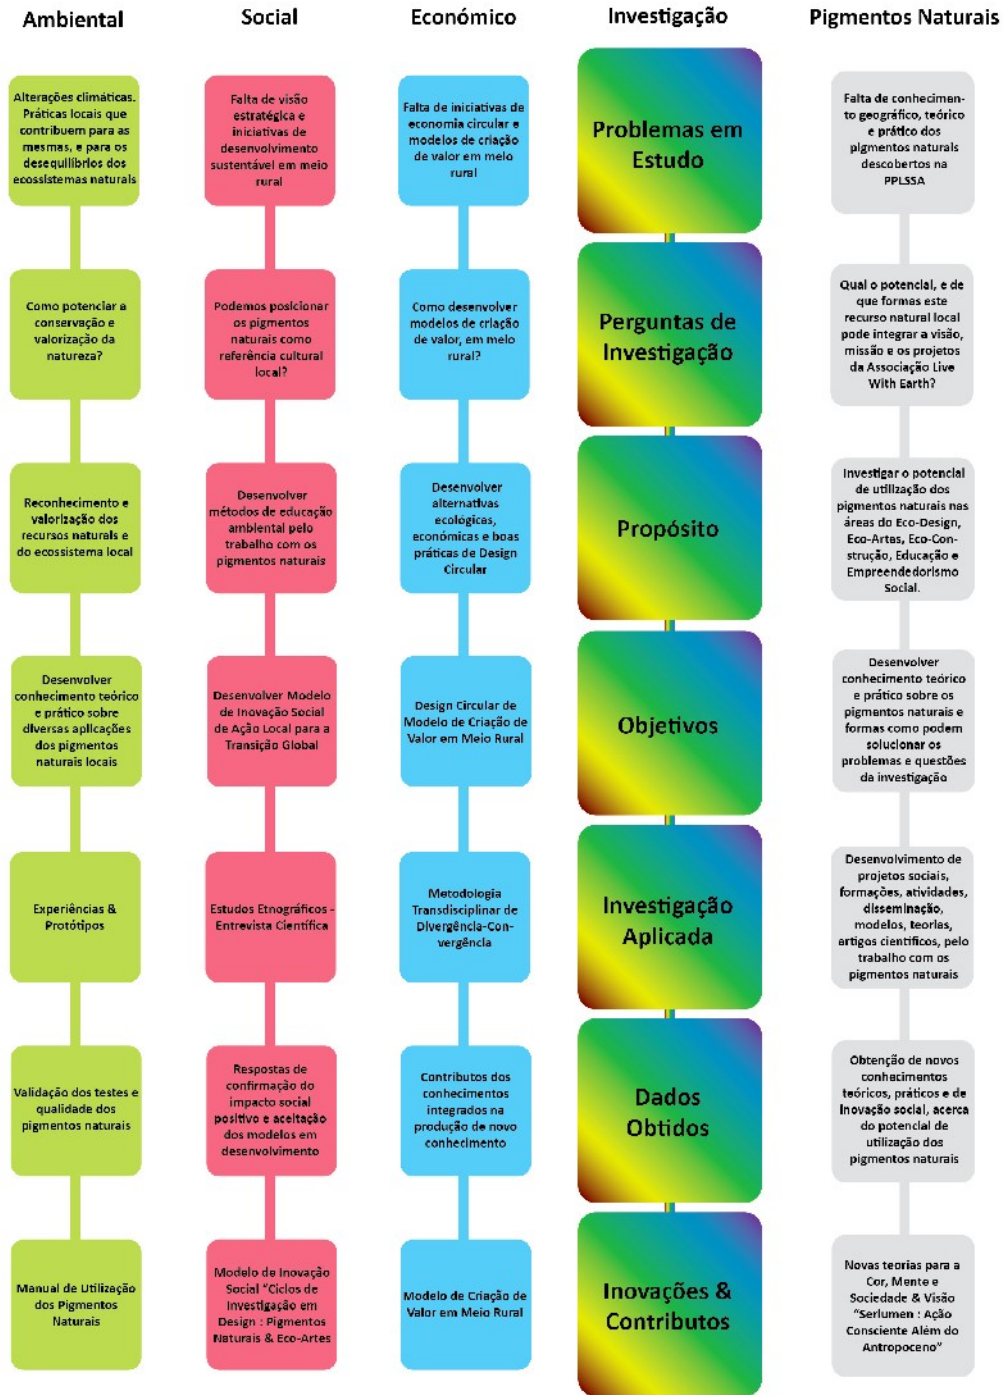 Ambiental
Social
Económico
Investigação
Pigmentos Naturais
Alterações climáticas.
Práticas locais que
contribuem para as
mesmas, e para os
desequilíbrios dos
ecossistemas naturais
Falta de visão
estratégica e
iniciativas de
desenvolvimento
sustentável em meio
rural
Falta de iniciativas de
economia circular e
modelos de criação
de valor em meio
rural
Problemas em
Estudo
Falta de conhecimen-
to geográfico, teórico
e prático dos
pigmentos naturais
descobertos na
PPLSSA
Como potenciar a
conservação e
valorização da
natureza?
Podemos posicionar
os pigmentos
naturais como
referência cultural
local?
Como desenvolver
modelos de criação
de valor, em meio
rural?
Perguntas de
Investigação
Qual o potencial, e de
que formas este
recurso natural local
pode integrar a visão,
missão e os projetos
da Associação Live
With Earth?
Reconhecimento e
valorização dos
recursos naturais e
do ecossistema local
Desenvolver
métodos de educação
ambiental pelo
trabalho com os
pigmentos naturais
Desenvolver
alternativas
ecológicas,
económicas e boas
práticas de Design
Circular
Propósito
Investigar o potencial
de utilização dos
pigmentos naturais nas
áreas do Eco-Design,
Eco-Artes, Eco-Con-
strução, Educação e
Empreendedorismo
Social.
Desenvolver
conhecimento teórico
e prático sobre
diversas aplicações
dos pigmentos
naturais locais
Desenvolver Modelo
de Inovação Social
de Ação Local para a
Transição Global
Design Circular de
Modelo de Criação de
Valor em Meio Rural
Objetivos
Desenvolver
conhecimento teórico
e prático sobre os
pigmentos naturais e
formas como podem
solucionar os
problemas e questões
da investigação
Experiências &
Protótipos
Estudos Etnográficos -
Entrevista Científica
Metodologia
Transdisciplinar de
Divergência-Con-
vergência
Investigação
Aplicada
Desenvolvimento de
projetos sociais,
formações, atividades,
disseminação,
modelos, teorias,
artigos científicos, pelo
trabalho com os
pigmentos naturais
Validação dos testes e
qualidade dos
pigmentos naturais
Respostas de
confirmação do
impacto social
positivo e aceitação
dos modelos em
desenvolvimento
Contributos dos
conhecimentos
integrados na
produção de novo
conhecimento
Dados
Obtidos
Obtenção de novos
conhecimentos
teóricos, práticos e de
inovação social, acerca
do potencial de
utilização dos
pigmentos naturais
Manual de Utilização
dos Pigmentos
Naturais
Modelo de Inovação
Social "Ciclos de
Investigação em
Design : Pigmentos
Naturais & Eco-Artes
Modelo de Criação de
Valor em Meio Rural
Inovações &
Contributos
Novas teorias para a
Cor, Mente e
Sociedade & Visão
"Serlumen : Ação
Consciente Além do
Antropoceno"